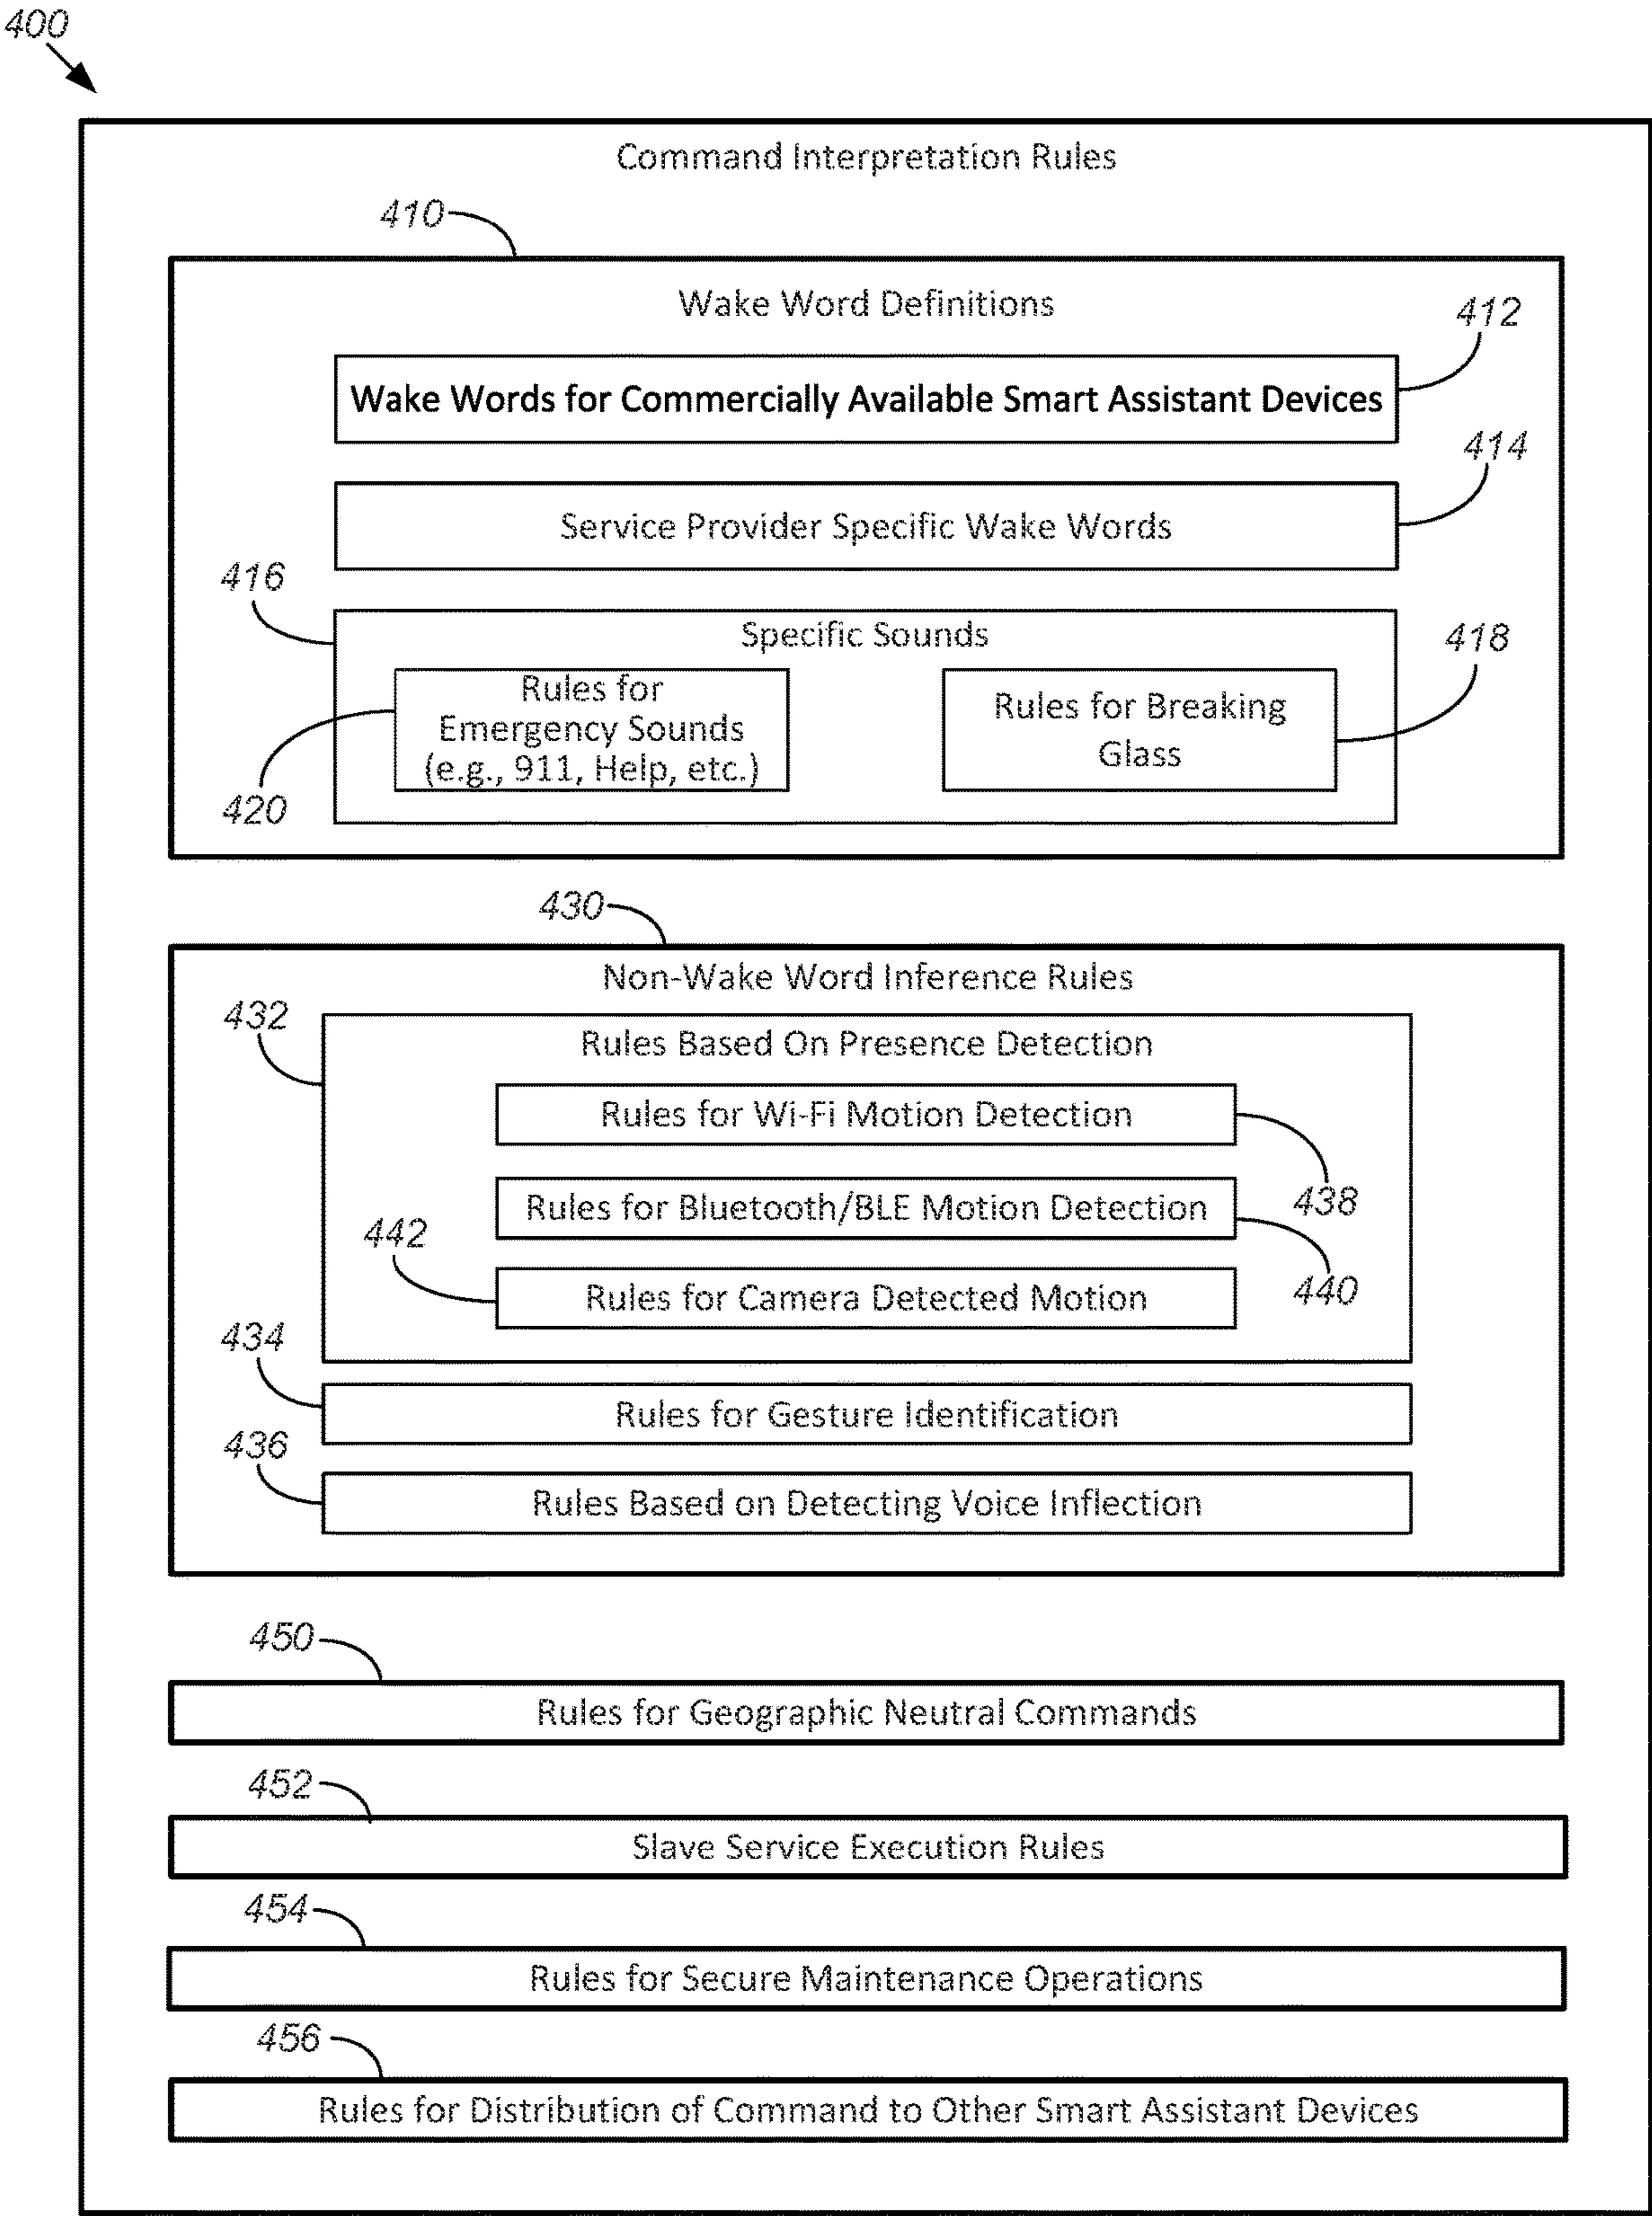 400
Command Interpretation Rules
410
Wake Word Definitions
412
Wake Words for Commercially Available Smart Assistant Devices
414
Service Provider Specific Wake Words
416
Specific Sounds
418
Rules for
Emergency Sounds
(e.g., 911, Help, etc.)
Rules for Breaking
Glass
420
430
Non-Wake Word Inference Rules
432
Rules Based On Presence Detection
Rules for Wi-Fi Motion Detection
438
Rules for Bluetooth/BLE Motion Detection
442
440
Rules for Camera Detected Motion
434
Rules for Gesture Identification
436
Rules Based on Detecting Voice Inflection
450
Rules for Geographic Neutral Commands
452
Slave Service Execution Rules
454
Rules for Secure Maintenance Operations
456
Rules for Distribution of Command to Other Smart Assistant Devices